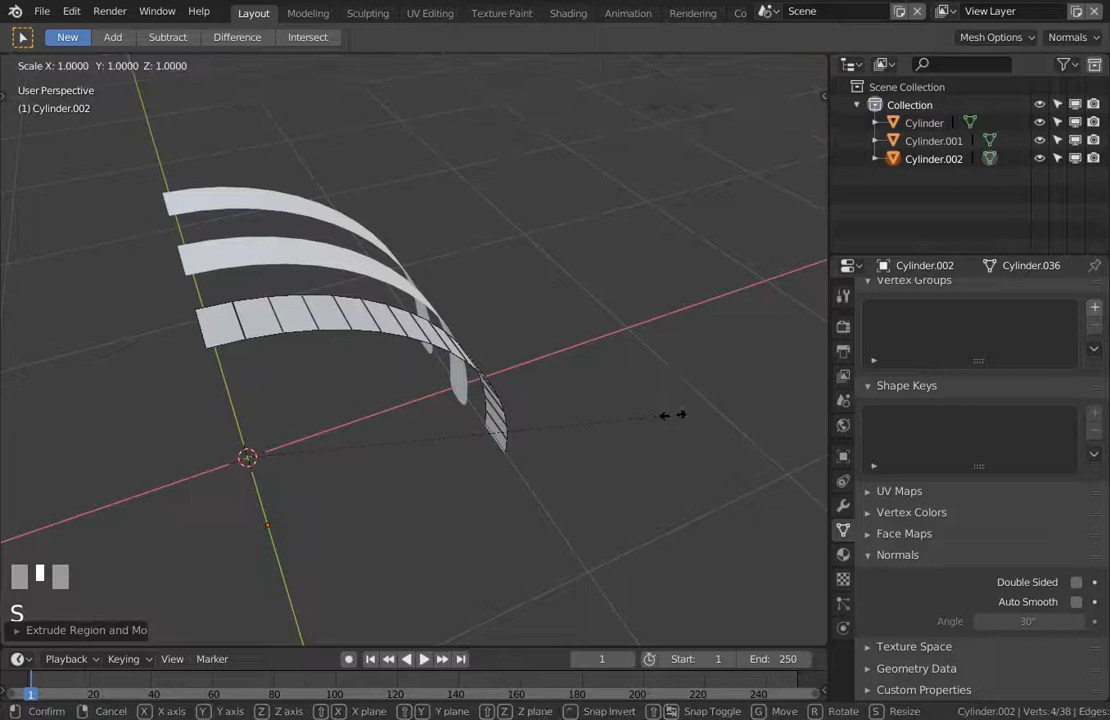 File Edit Render Window Help Layout Modeling Sculpting UV Editing Texture Paint Shading Animation Rendering Co Scene View Layer
New Add Subtract Difference Intersect Mesh Options Normals
Scale X: 1.0000 Y: 1.0000 Z: 1.0000
User Perspective
(1) Cylinder.002
Scene Collection
Collection
Cylinder
Cylinder.001
Cylinder.002
Cylinder.002 Cylinder.036
Vertex Groups
Shape Keys
UV Maps
Vertex Colors
Face Maps
Normals
Double Sided
Auto Smooth
Angle 30°
Texture Space
Geometry Data
Custom Properties
S
Extrude Region and Mo
Playback Keying View Marker 1 Start: 1 End: 250
1 20 40 60 80 100 120 140 160 180 200 220 240
Confirm Cancel X X axis Y Y axis Z Z axis X X plane Y Y plane Z Z plane Snap Invert Snap Toggle G Move R Rotate S Resize Cylinder.002 | Verts:4/38 | Edges: